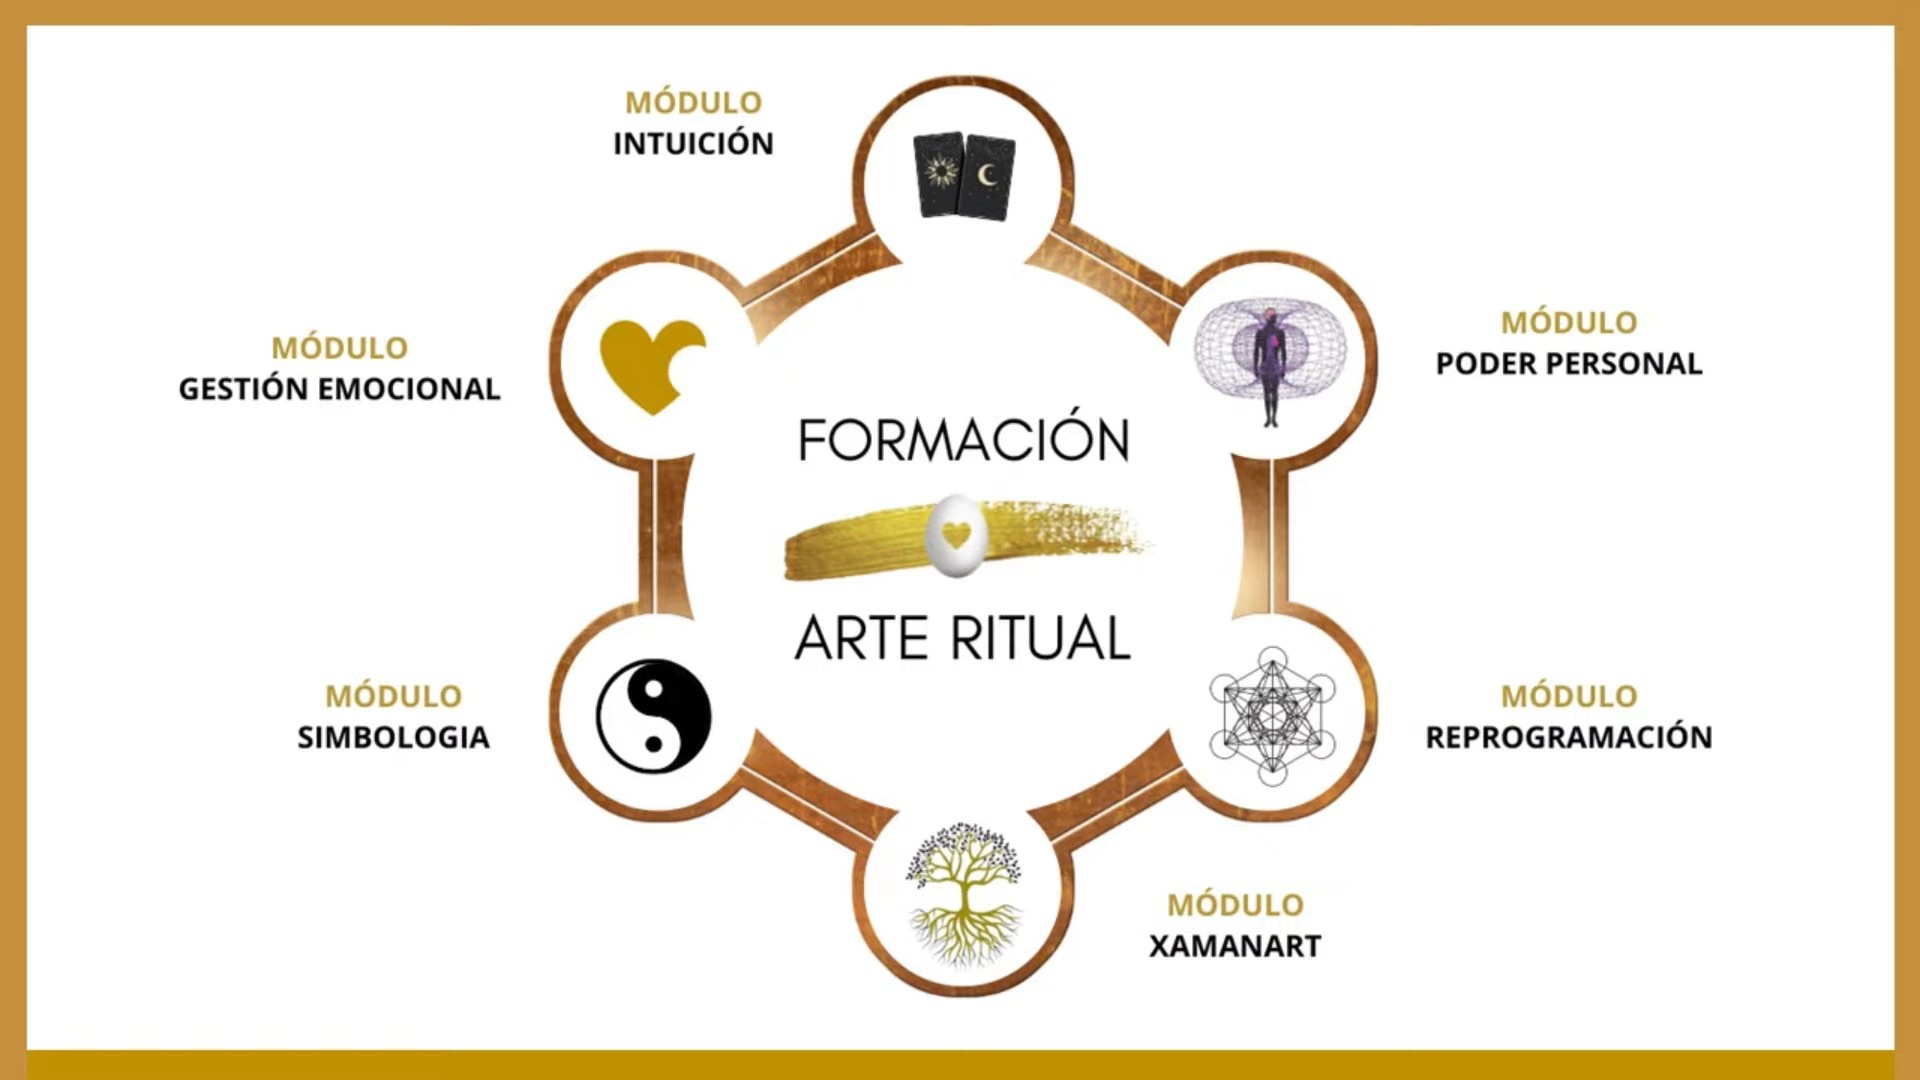 MÓDULO
INTUICIÓN
MÓDULO
PODER PERSONAL
MÓDULO
GESTIÓN EMOCIONAL
FORMACIÓN
ARTE RITUAL
MÓDULO
SIMBOLOGIA
MÓDULO
REPROGRAMACIÓN
MÓDULO
XAMANART